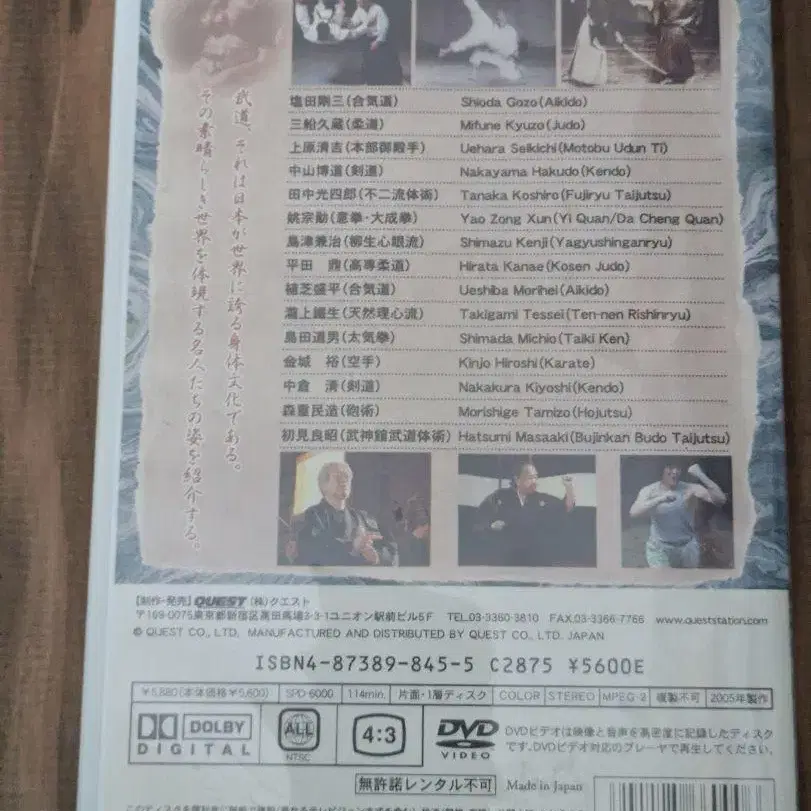 武道、それは日本が世界に誇る身体文化である。
その素晴らしき世界を体現する名人たちの姿を紹介する。
塩田剛三(合気道) Shioda Gozo(Aikido)
三船久蔵(柔道) Mifune Kyuzo(Judo)
上原清吉(本部御殿手) Uehara Seikichi(Motobu Udun Ti)
中山博道(剣道) Nakayama Hakudo(Kendo)
田中光四郎(不二流体術) Tanaka Koshiro(Fujiryu Taijutsu)
姚宗勛(意拳・大成拳) Yao Zong Xun(Yi Quan/Da Cheng Quan)
島津兼治(柳生心眼流) Shimazu Kenji(Yagyushinganryu)
平田 鼎(高専柔道) Hirata Kanae(Kosen Judo)
植芝盛平(合気道) Ueshiba Morihei(Aikido)
瀧上鐵生(天然理心流) Takigami Tessei(Ten-nen Rishinryu)
島田道男(太気拳) Shimada Michio(Taiki Ken)
金城 裕(空手) Kinjo Hiroshi(Karate)
中倉 清(剣道) Nakakura Kiyoshi(Kendo)
森重民造(砲術) Morishige Tamizo(Hojutsu)
初見良昭(武神館武道体術) Hatsumi Masaaki(Bujinkan Budo Taijutsu)
【制作・発売】QUEST (株)クエスト
〒169-0075東京都新宿区高田馬場3-3-1ユニオン駅前ビル5F TEL.03-3360-3810 FAX.03-3366-7766 www.queststation.com
© QUEST CO., LTD. MANUFACTURED AND DISTRIBUTED BY QUEST CO., LTD. JAPAN
ISBN4-87389-845-5 C2875 ¥5600E
¥5,880(本体価格¥5,600) SPD-6000 114min. 片面・1層ディスク COLOR STEREO MPEG-2 複製不可 2005年製作
DOLBY DIGITAL ALL NTSC 4:3 DVD VIDEO
DVDビデオは映像と音声を高密度に記録したディスク
です。DVDビデオ対応のプレーヤで再生してください。
無許諾レンタル不可 Made in Japan